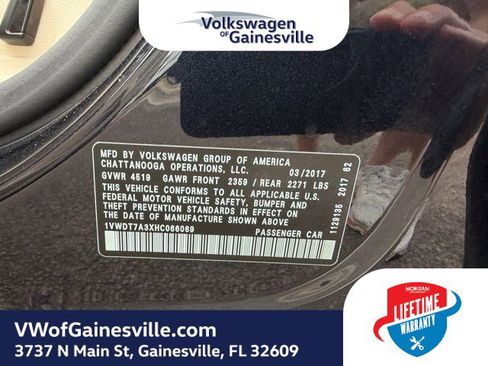 Volkswagen
OF Gainesville
MFD BY VOLKSWAGEN GROUP OF AMERICA
CHATTANOOGA OPERATIONS, LLC. 03/2017
GVWR 4519 GAWR FRONT 2359 / REAR 2271 LBS
THIS VEHICLE CONFORMS TO ALL APPLICABLE U.S.
FEDERAL MOTOR VEHICLE SAFETY, BUMPER AND
THEFT PREVENTION STANDARDS IN EFFECT ON
THE DATE OF MANUFACTURE SHOWN ABOVE
1VWDT7A3XHC066069 PASSENGER CAR
1129135 2017 62
VWofGainesville.com
3737 N Main St, Gainesville, FL 32609
MORGAN
LIFETIME
WARRANTY